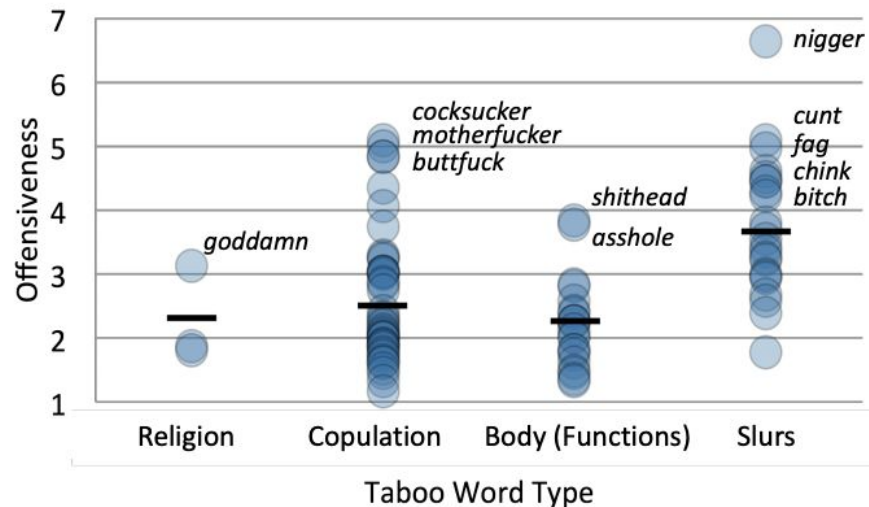 7
nigger
6
cocksucker
cunt
motherfucker
fag
5
buttfuck
chink
shithead
bitch
4
goddamn
asshole
3
2
1
Offensiveness
Religion Copulation Body (Functions) Slurs
Taboo Word Type